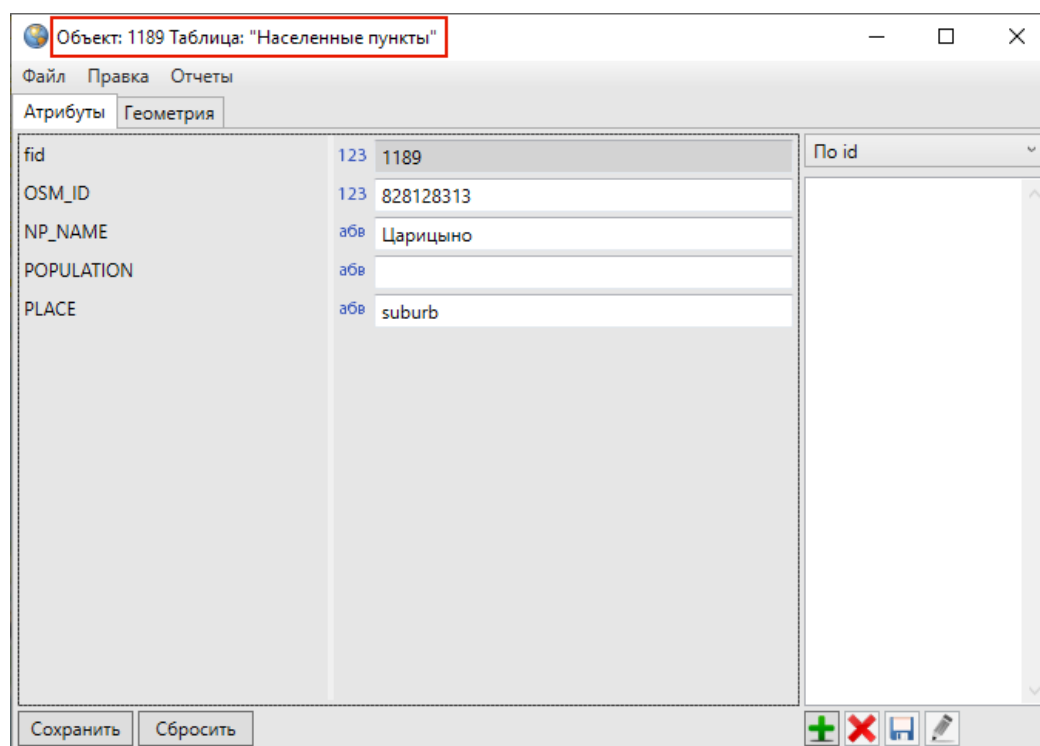 Объект: 1189 Таблица: "Населенные пункты"
Файл Правка Отчеты
Атрибуты Геометрия
fid 123 1189 По id
OSM_ID 123 828128313
NP_NAME абв Царицыно
POPULATION абв
PLACE абв suburb
Сохранить Сбросить